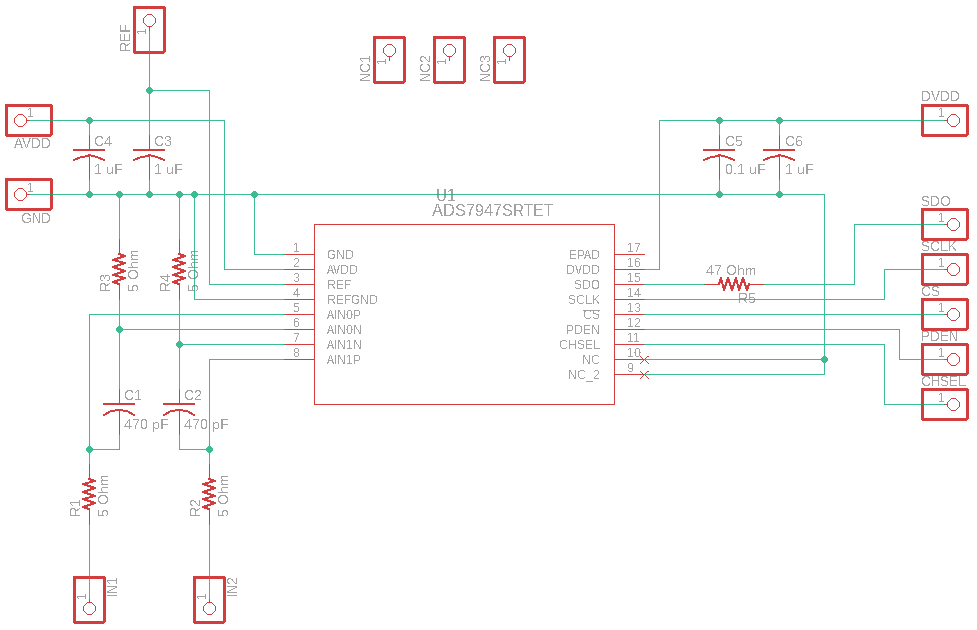 REF
1
NC1
1
NC2
1
NC3
1
1
AVDD
C4
1 uF
C3
1 uF
C5
0.1 uF
C6
1 uF
DVDD
1
1
GND
U1
ADS7947SRTET
SDO
1
SCLK
1
CS
1
PDEN
1
CHSEL
1
R3
5 Ohm
R4
5 Ohm
1 GND
2 AVDD
3 REF
4 REFGND
5 AIN0P
6 AIN0N
7 AIN1N
8 AIN1P
EPAD 17
DVDD 16
SDO 15
SCLK 14
CS 13
PDEN 12
CHSEL 11
NC 10
NC_2 9
47 Ohm
R5
C1
470 pF
C2
470 pF
R1
5 Ohm
R2
5 Ohm
1
IN1
1
IN2